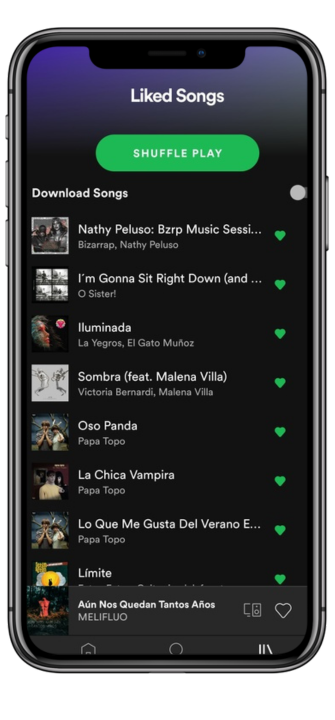 Liked Songs
SHUFFLE PLAY
Download Songs
Nathy Peluso: Bzrp Music Sessi...
Bizarrap, Nathy Peluso
I´m Gonna Sit Right Down (and ...
O Sister!
Iluminada
La Yegros, El Gato Muñoz
Sombra (feat. Malena Villa)
Victoria Bernardi, Malena Villa
Oso Panda
Papa Topo
La Chica Vampira
Papa Topo
Lo Que Me Gusta Del Verano E...
Papa Topo
Límite
Aún Nos Quedan Tantos Años
MELIFLUO